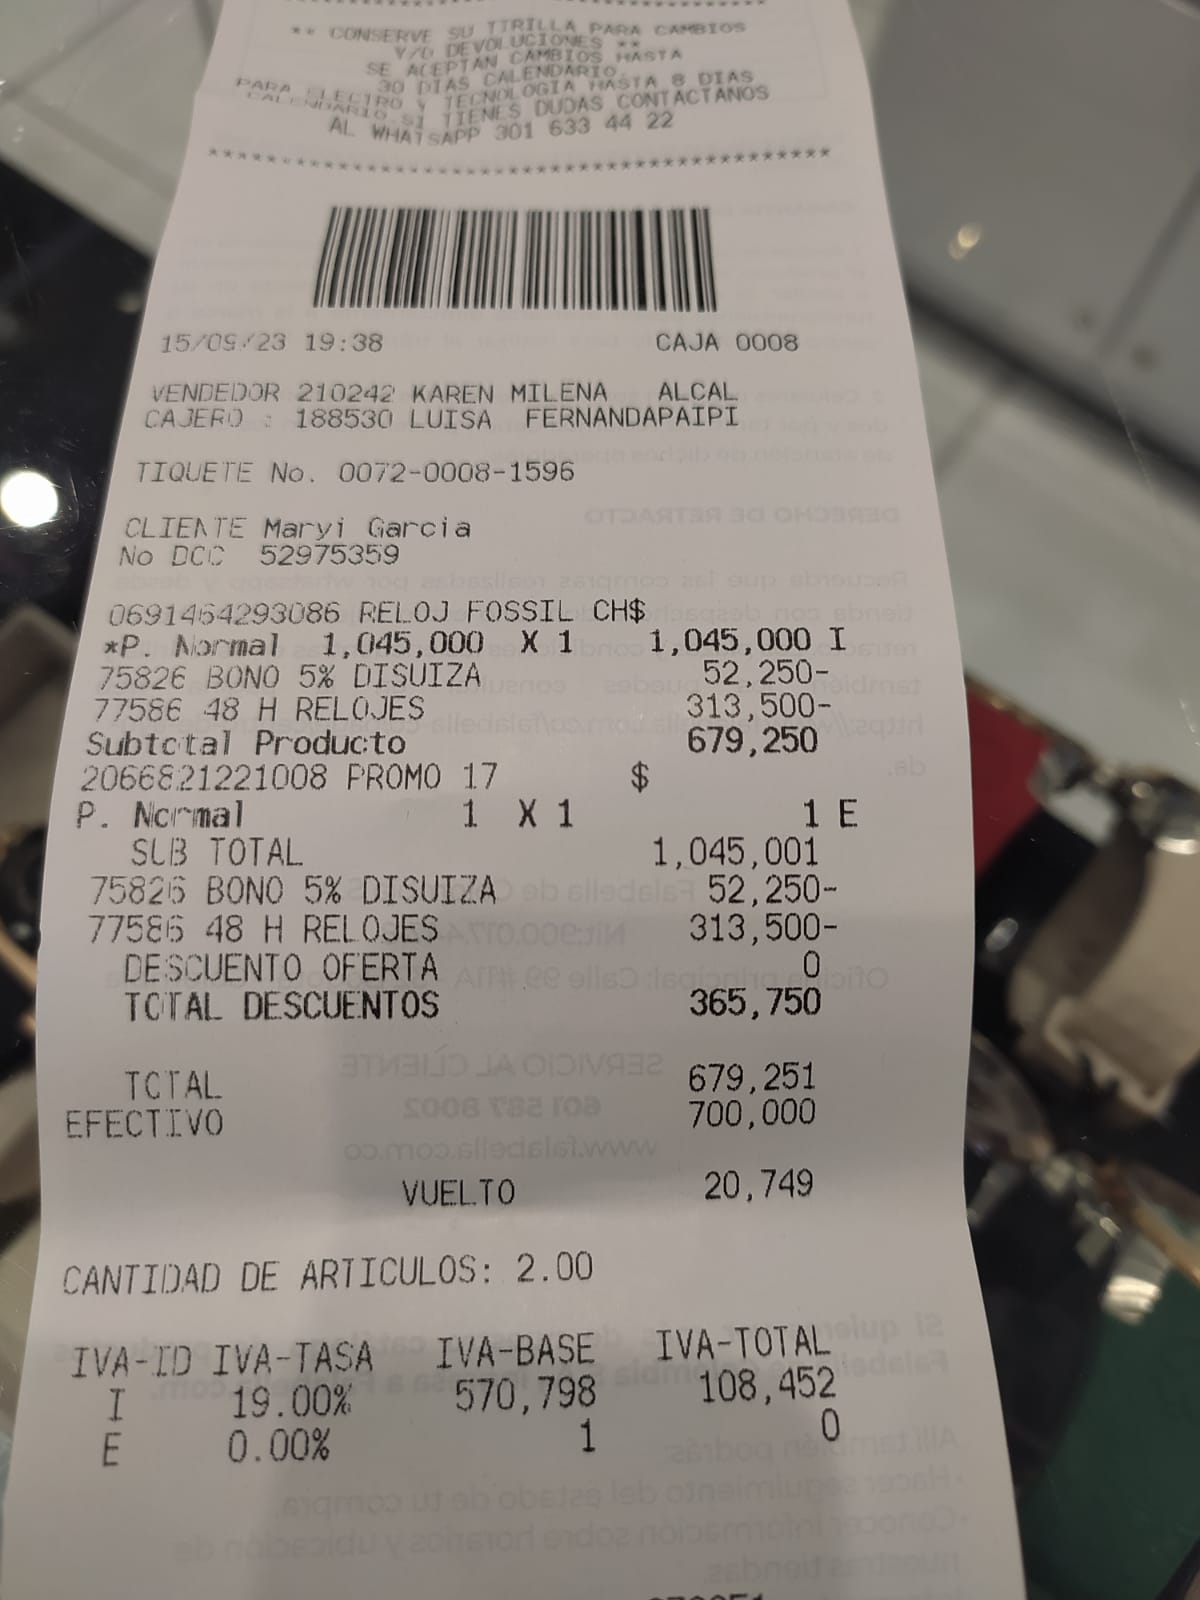 ** CONSERVE SU TIRILLA PARA CAMBIOS
Y/O DEVOLUCIONES **
SE ACEPTAN CAMBIOS HASTA
30 DIAS CALENDARIO,
PARA ELECTRO Y TECNOLOGIA HASTA 8 DIAS
CALENDARIO.SI TIENES DUDAS CONTACTANOS
AL WHATSAPP 301 633 44 22
15/09/23 19:38 CAJA 0008
VENDEDOR 210242 KAREN MILENA ALCAL
CAJERO : 188530 LUISA FERNANDAPAIPI
TIQUETE No. 0072-0008-1596
CLIENTE Maryi Garcia
No DCC 52975359
0691464293086 RELOJ FOSSIL CH$
*P. Normal 1,045,000 X 1 1,045,000 I
75826 BONO 5% DISUIZA 52,250-
77586 48 H RELOJES 313,500-
Subtotal Producto 679,250
2066821221008 PROMO 17 $
P. Normal 1 X 1 1 E
SUB TOTAL 1,045,001
75826 BONO 5% DISUIZA 52,250-
77586 48 H RELOJES 313,500-
DESCUENTO OFERTA 0
TOTAL DESCUENTOS 365,750
TOTAL 679,251
EFECTIVO 700,000
VUELTO 20,749
CANTIDAD DE ARTICULOS: 2.00
IVA-ID IVA-TASA IVA-BASE IVA-TOTAL
I 19.00% 570,798 108,452
E 0.00% 1 0